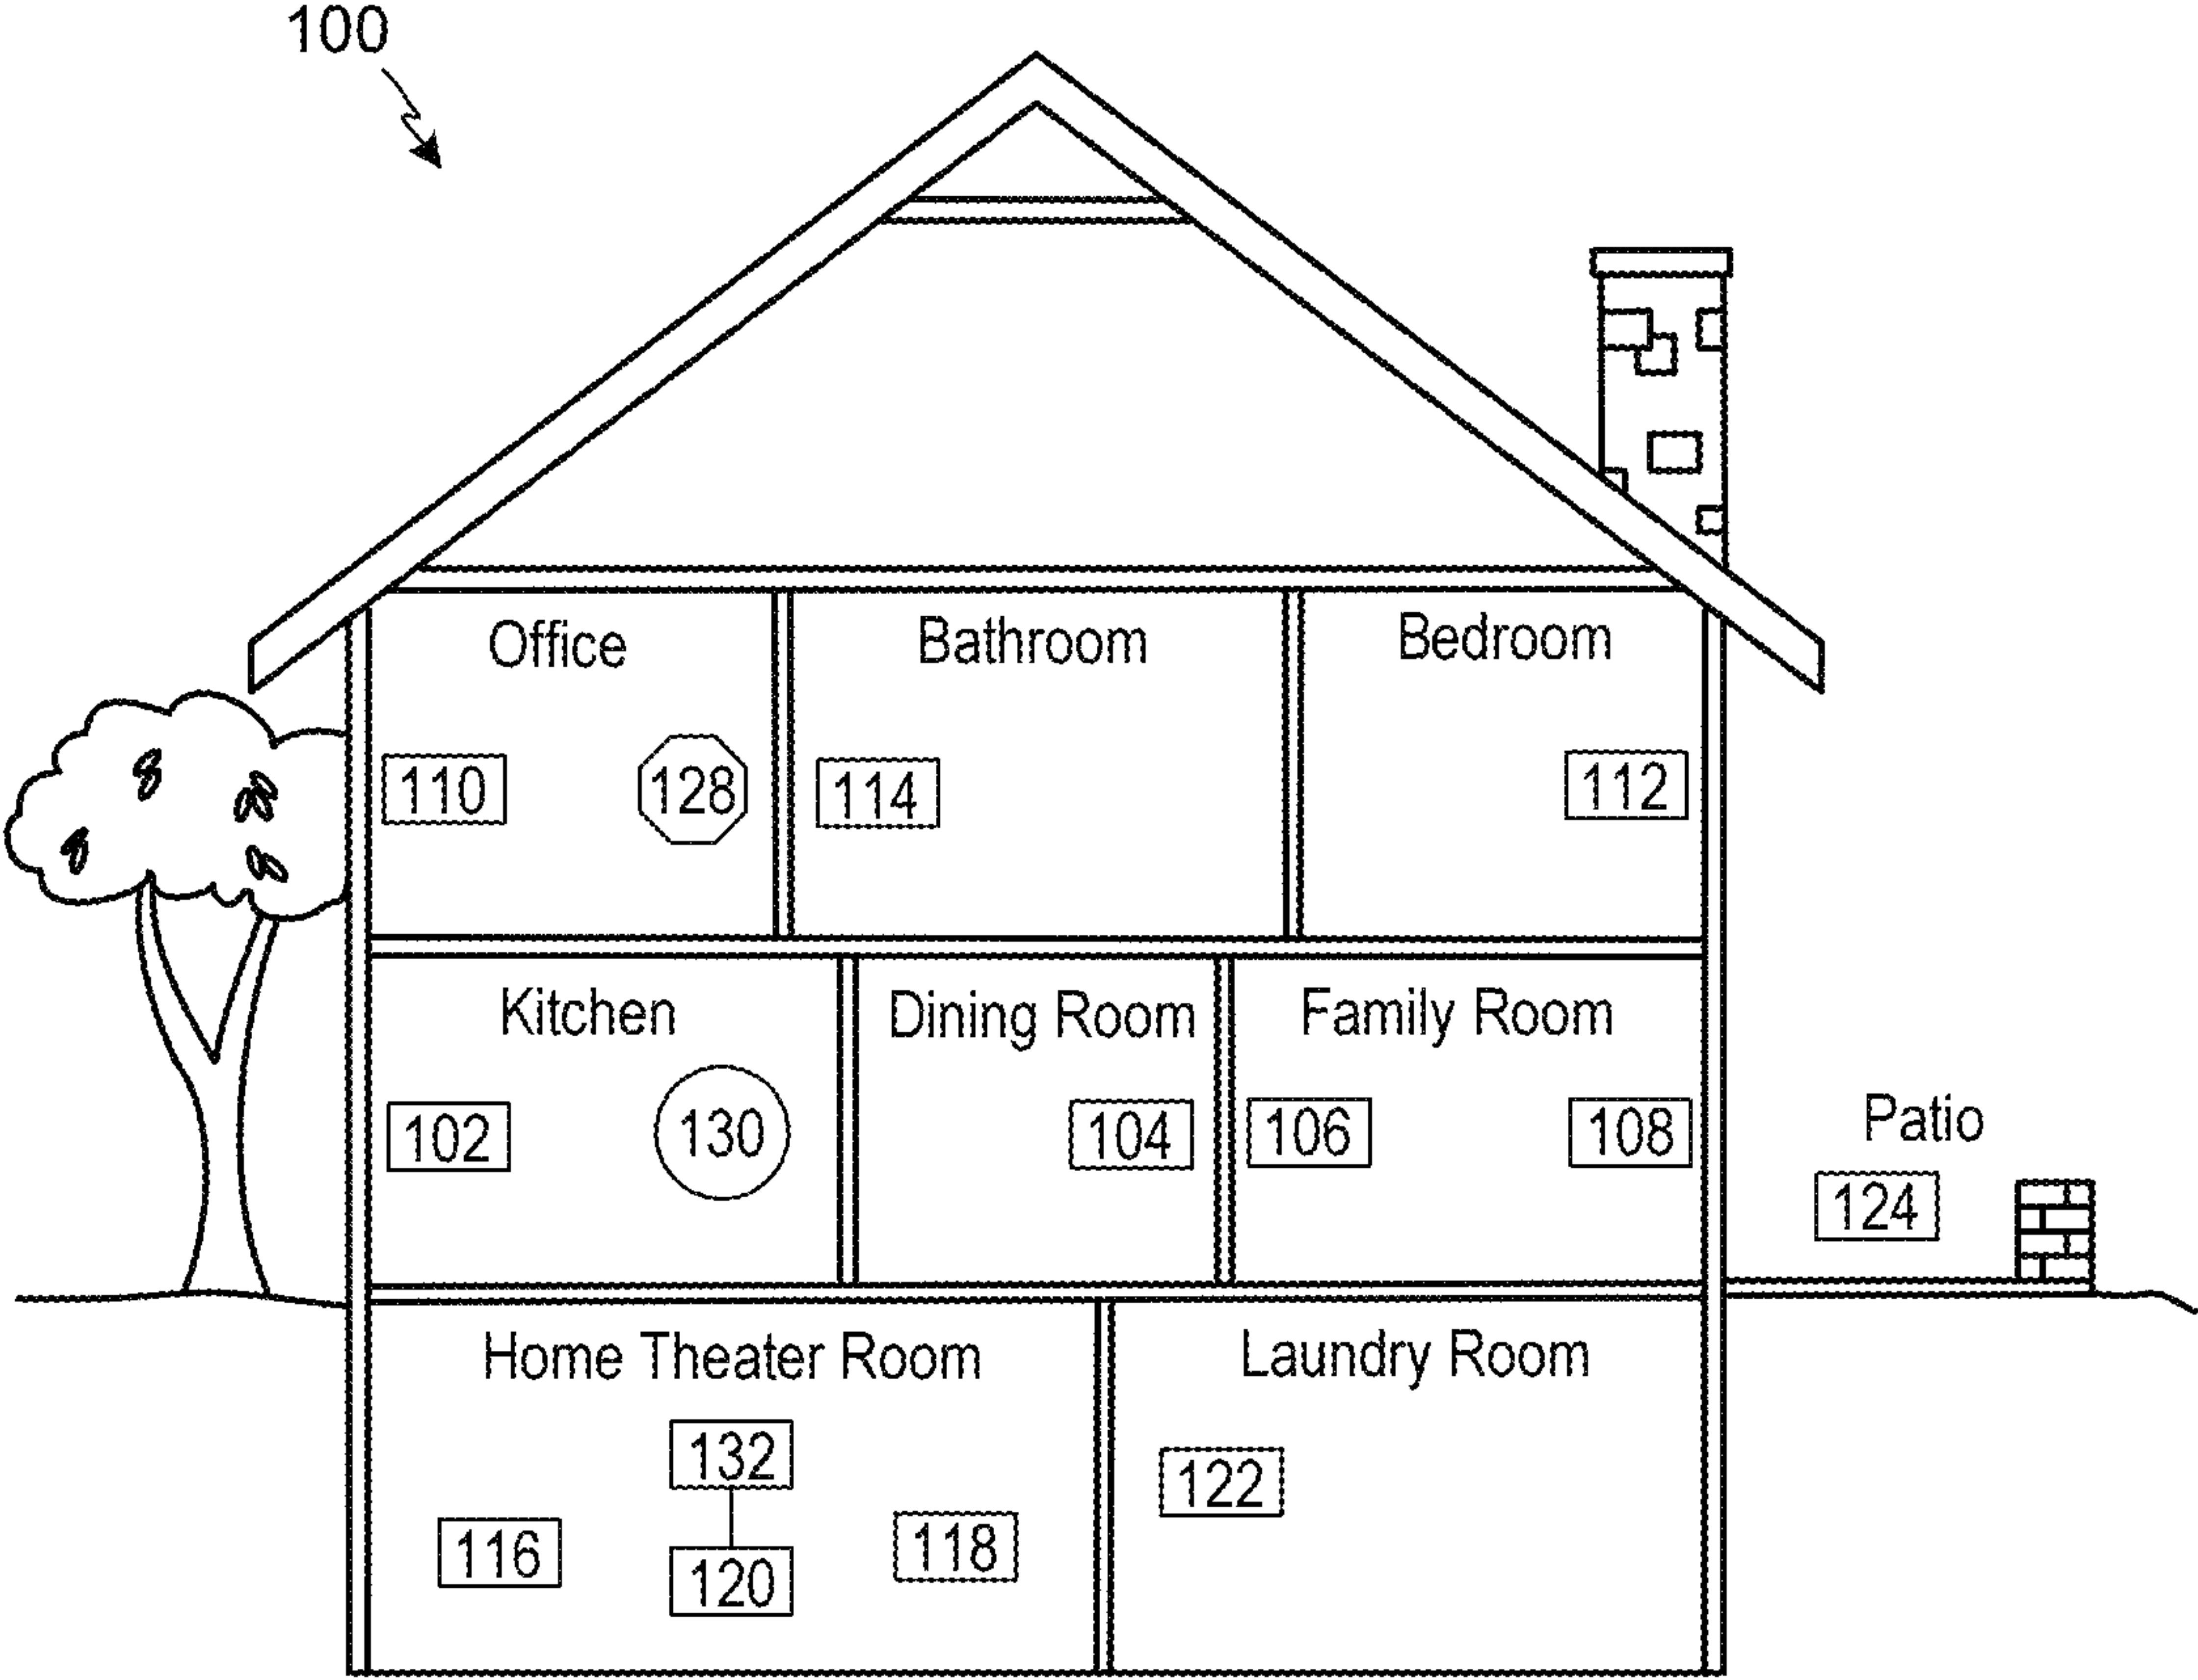 100
Office
Bathroom
Bedroom
110
128
114
112
Kitchen
Dining Room
Family Room
102
130
104
106
108
Patio
124
Home Theater Room
Laundry Room
132
122
116
118
120